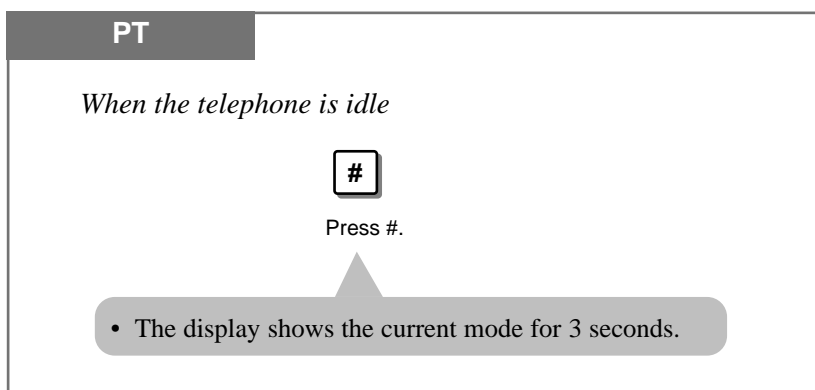 PT
When the telephone is idle
#
Press #.
• The display shows the current mode for 3 seconds.